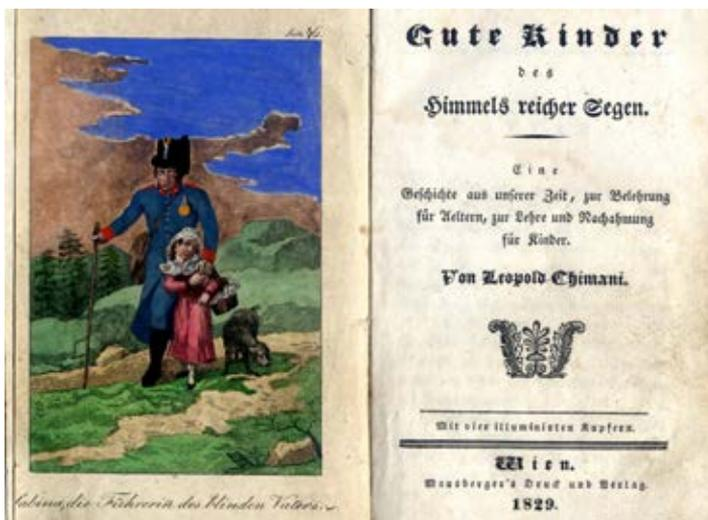 Sabina, die Führerin des blinden Vaters.
Gute Kinder
des
Himmels reicher Segen.
Eine
Geschichte aus unserer Zeit, zur Belehrung
für Aeltern, zur Lehre und Nachahmung
für Kinder.
Von Leopold Chimani.
Mit vier illuminirten Kupfern.
Wien.
Mausberger's Druck und Verlag.
1829.